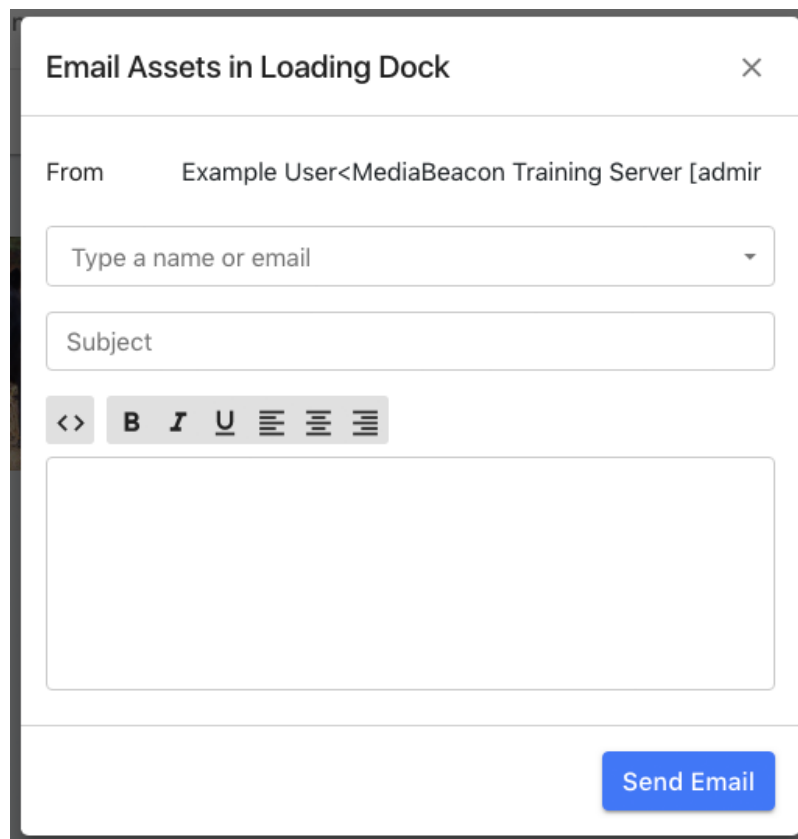 Email Assets in Loading Dock
From Example User<MediaBeacon Training Server [admir
Type a name or email
Subject
<> B I U
Send Email